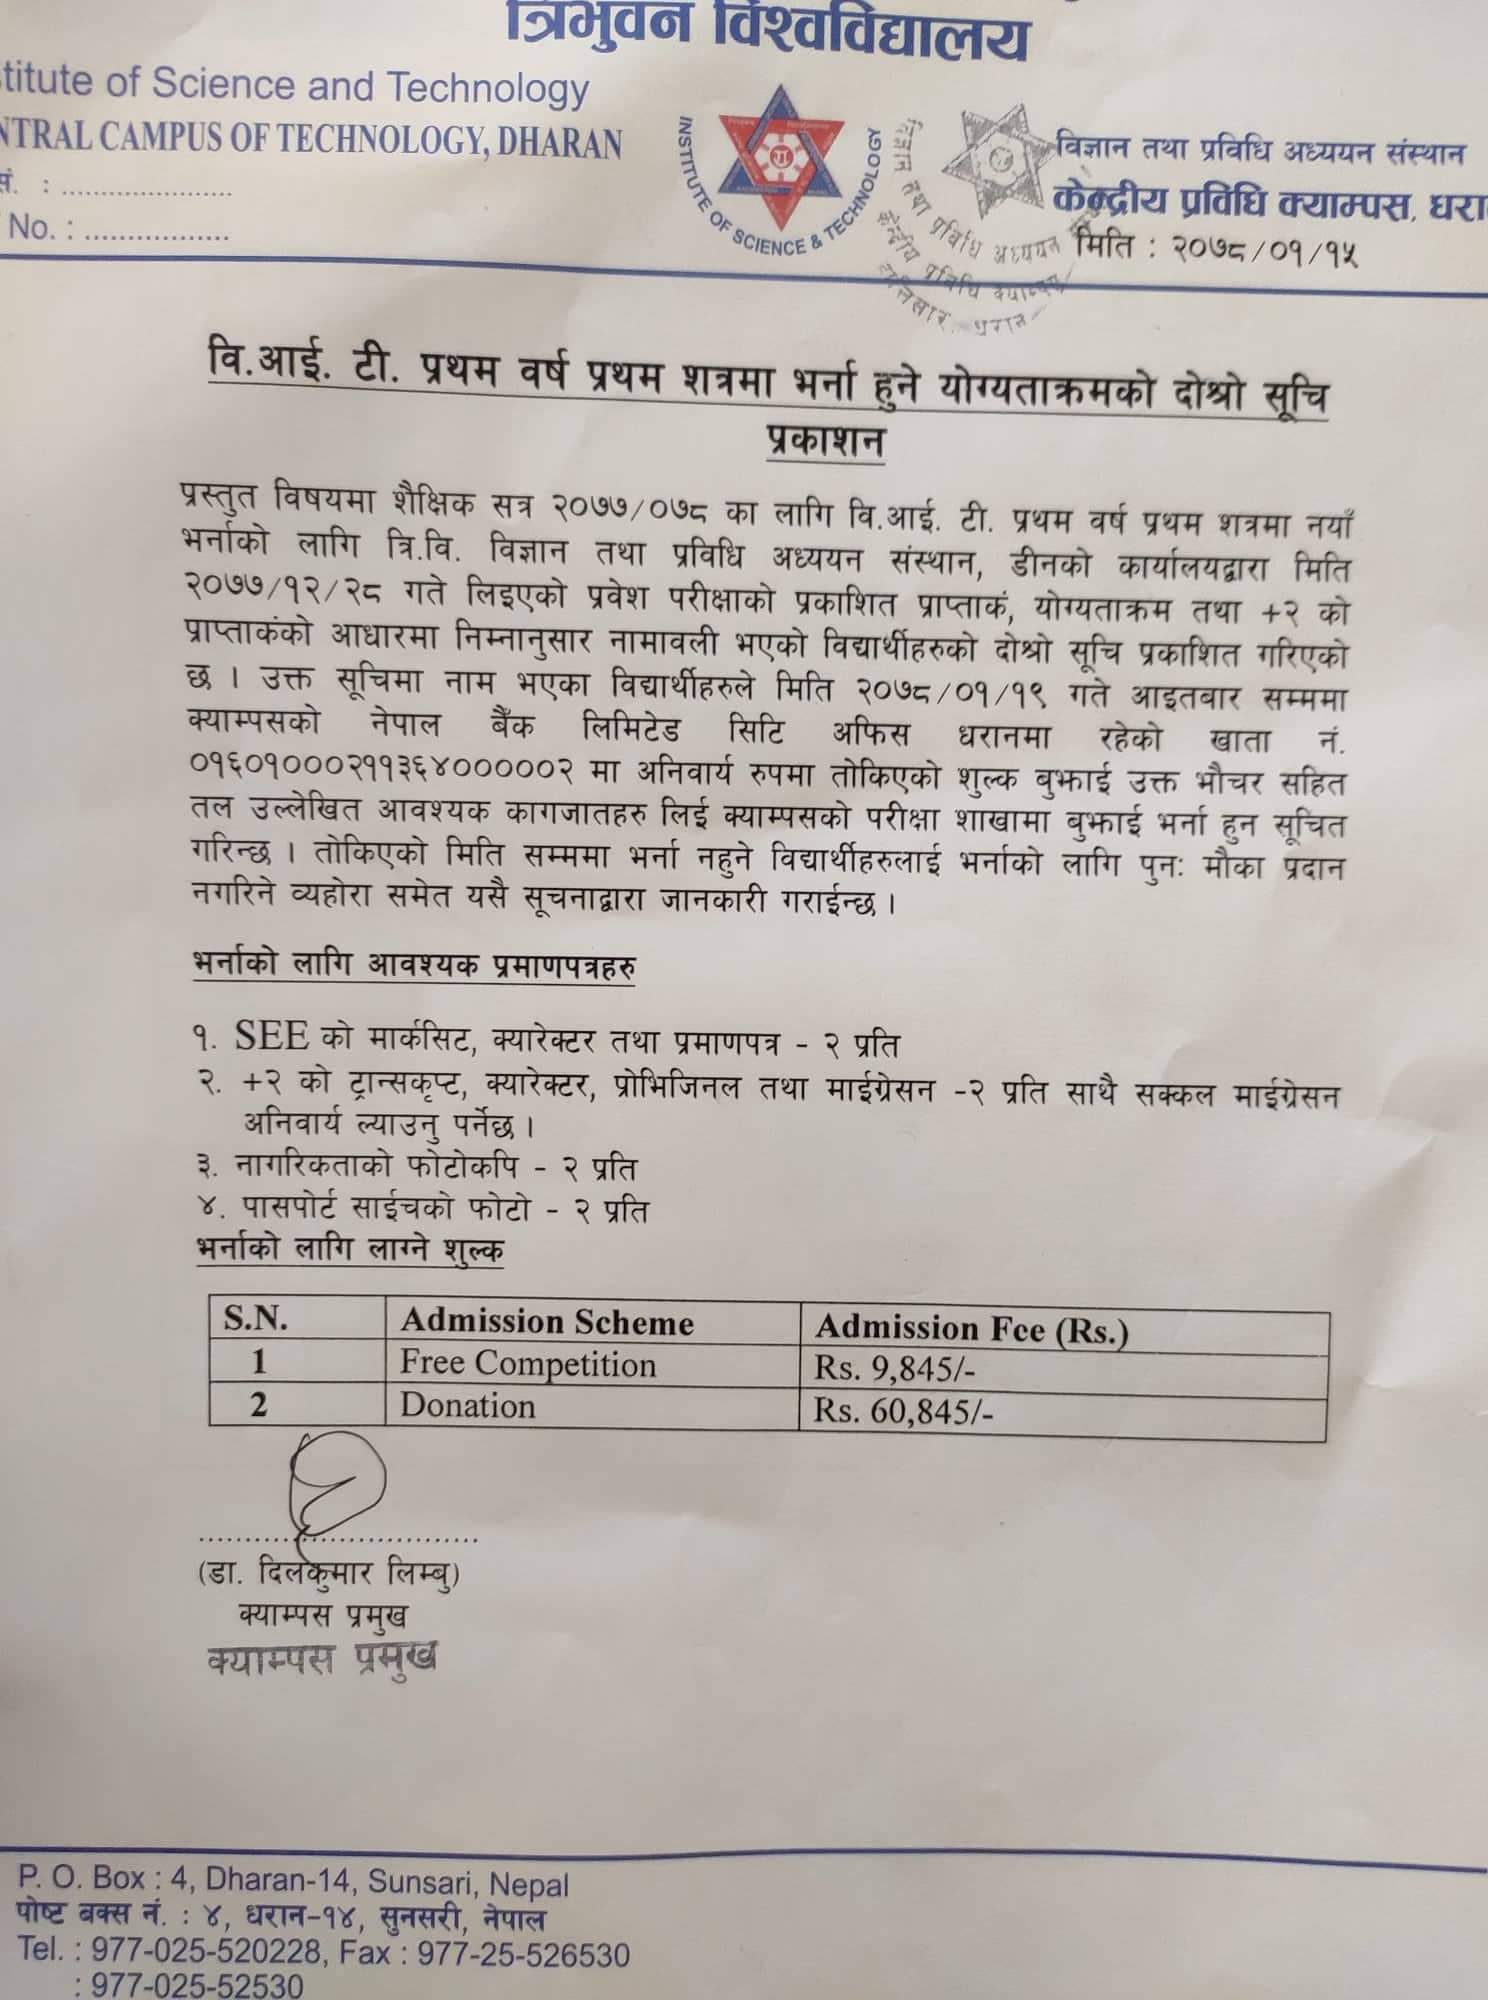 त्रिभुवन विश्वविद्यालय
titute of Science and Technology
NTRAL CAMPUS OF TECHNOLOGY, DHARAN
सं. : .....................
No. : ..................
INSTITUTE OF SCIENCE & TECHNOLOGY
विज्ञान तथा प्रविधि अध्ययन
केन्द्रीय प्रविधि क्याम्पस
हात्तिसार, धरान
विज्ञान तथा प्रविधि अध्ययन संस्थान
केन्द्रीय प्रविधि क्याम्पस, धरा
मिति : २०७८/०१/१५
वि.आई. टी. प्रथम वर्ष प्रथम शत्रमा भर्ना हुने योग्यताक्रमको दोश्रो सूचि
प्रकाशन
प्रस्तुत विषयमा शैक्षिक सत्र २०७७/०७८ का लागि वि.आई. टी. प्रथम वर्ष प्रथम शत्रमा नयाँ
भर्नाको लागि त्रि.वि. विज्ञान तथा प्रविधि अध्ययन संस्थान, डीनको कार्यालयद्वारा मिति
२०७७/१२/२८ गते लिइएको प्रवेश परीक्षाको प्रकाशित प्राप्ताकं, योग्यताक्रम तथा +२ को
प्राप्ताकंको आधारमा निम्नानुसार नामावली भएको विद्यार्थीहरुको दोश्रो सूचि प्रकाशित गरिएको
छ । उक्त सूचिमा नाम भएका विद्यार्थीहरुले मिति २०७८/०१/१९ गते आइतबार सम्ममा
क्याम्पसको नेपाल बैंक लिमिटेड सिटि अफिस धरानमा रहेको खाता नं.
०१६०१०००२११३६४००००००२ मा अनिवार्य रुपमा तोकिएको शुल्क बुझाई उक्त भौचर सहित
तल उल्लेखित आवश्यक कागजातहरु लिई क्याम्पसको परीक्षा शाखामा बुझाई भर्ना हुन सूचित
गरिन्छ । तोकिएको मिति सम्ममा भर्ना नहुने विद्यार्थीहरुलाई भर्नाको लागि पुन: मौका प्रदान
नगरिने व्यहोरा समेत यसै सूचनाद्वारा जानकारी गराईन्छ ।
भर्नाको लागि आवश्यक प्रमाणपत्रहरु
१. SEE को मार्कसिट, क्यारेक्टर तथा प्रमाणपत्र - २ प्रति
२. +२ को ट्रान्सकृप्ट, क्यारेक्टर, प्रोभिजिनल तथा माईग्रेसन -२ प्रति साथै सक्कल माईग्रेसन
अनिवार्य ल्याउनु पर्नेछ ।
३. नागरिकताको फोटोकपि - २ प्रति
४. पासपोर्ट साईचको फोटो - २ प्रति
भर्नाको लागि लाग्ने शुल्क
S.N. Admission Scheme Admission Fee (Rs.)
1 Free Competition Rs. 9,845/-
2 Donation Rs. 60,845/-
................................
(डा. दिलकुमार लिम्बु)
क्याम्पस प्रमुख
क्याम्पस प्रमुख
P. O. Box : 4, Dharan-14, Sunsari, Nepal
पोष्ट बक्स नं. : ४, धरान-१४, सुनसरी, नेपाल
Tel. : 977-025-520228, Fax : 977-25-526530
: 977-025-52530